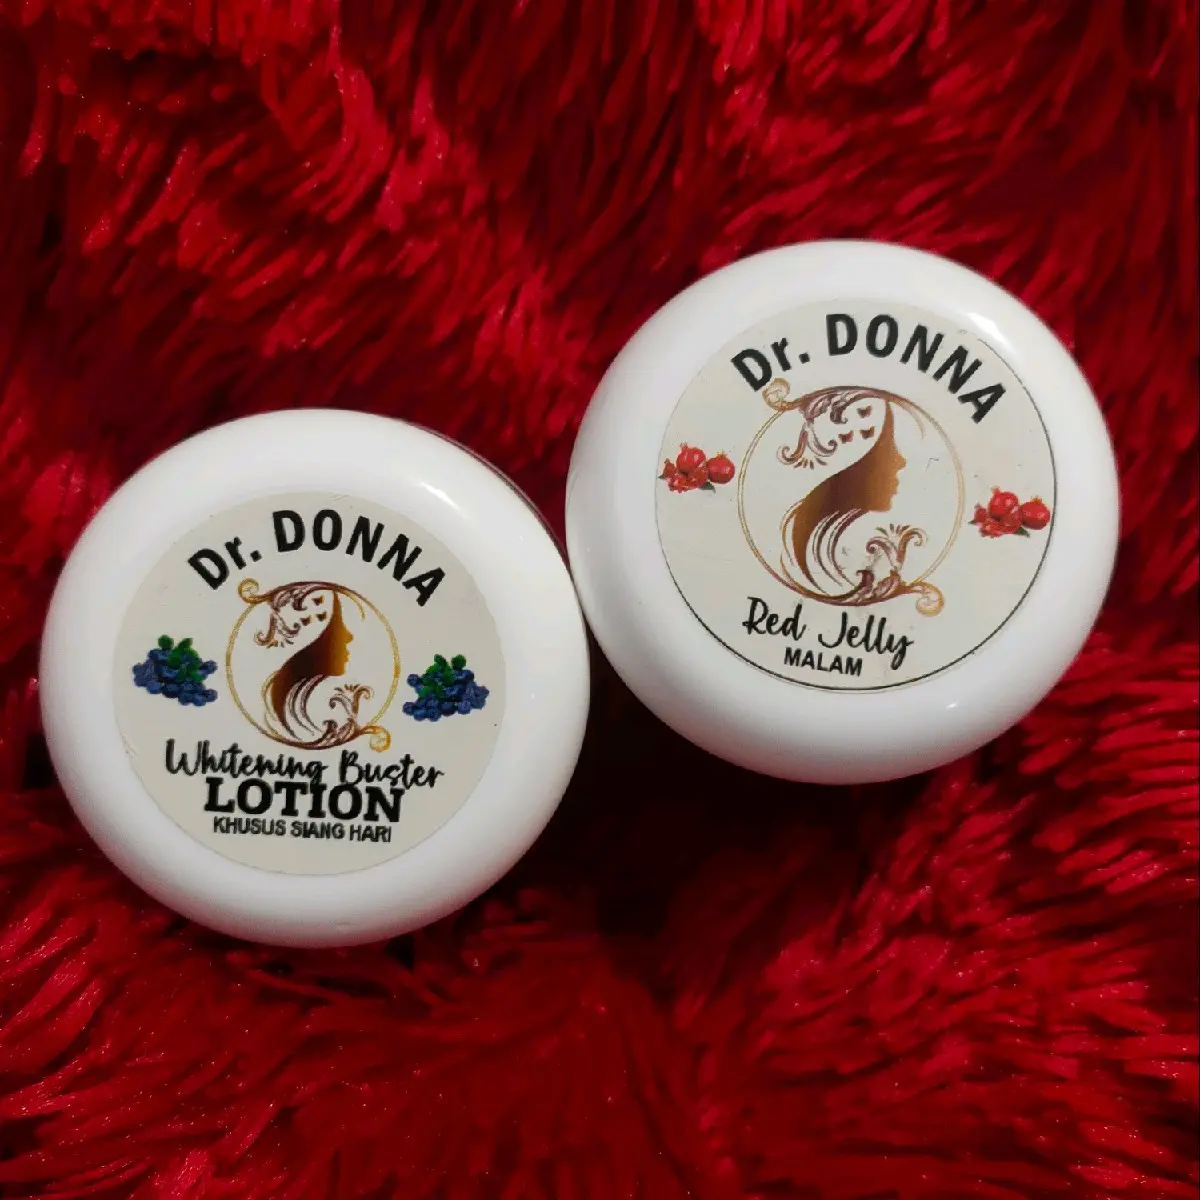 Dr. DONNA
Whitening Buster
LOTION
KHUSUS SIANG HARI
Dr. DONNA
Red Jelly
MALAM